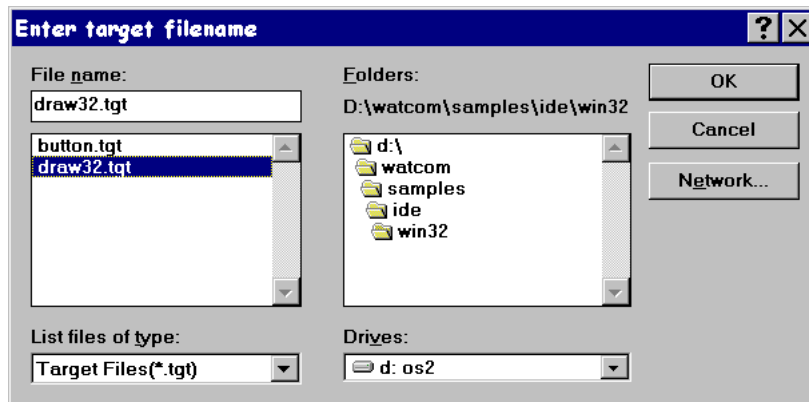 Enter target filename
File name:
draw32.tgt
button.tgt
draw32.tgt
List files of type:
Target Files(*.tgt)
Folders:
D:\watcom\samples\ide\win32
d:\
watcom
samples
ide
win32
Drives:
d: os2
OK
Cancel
Network...